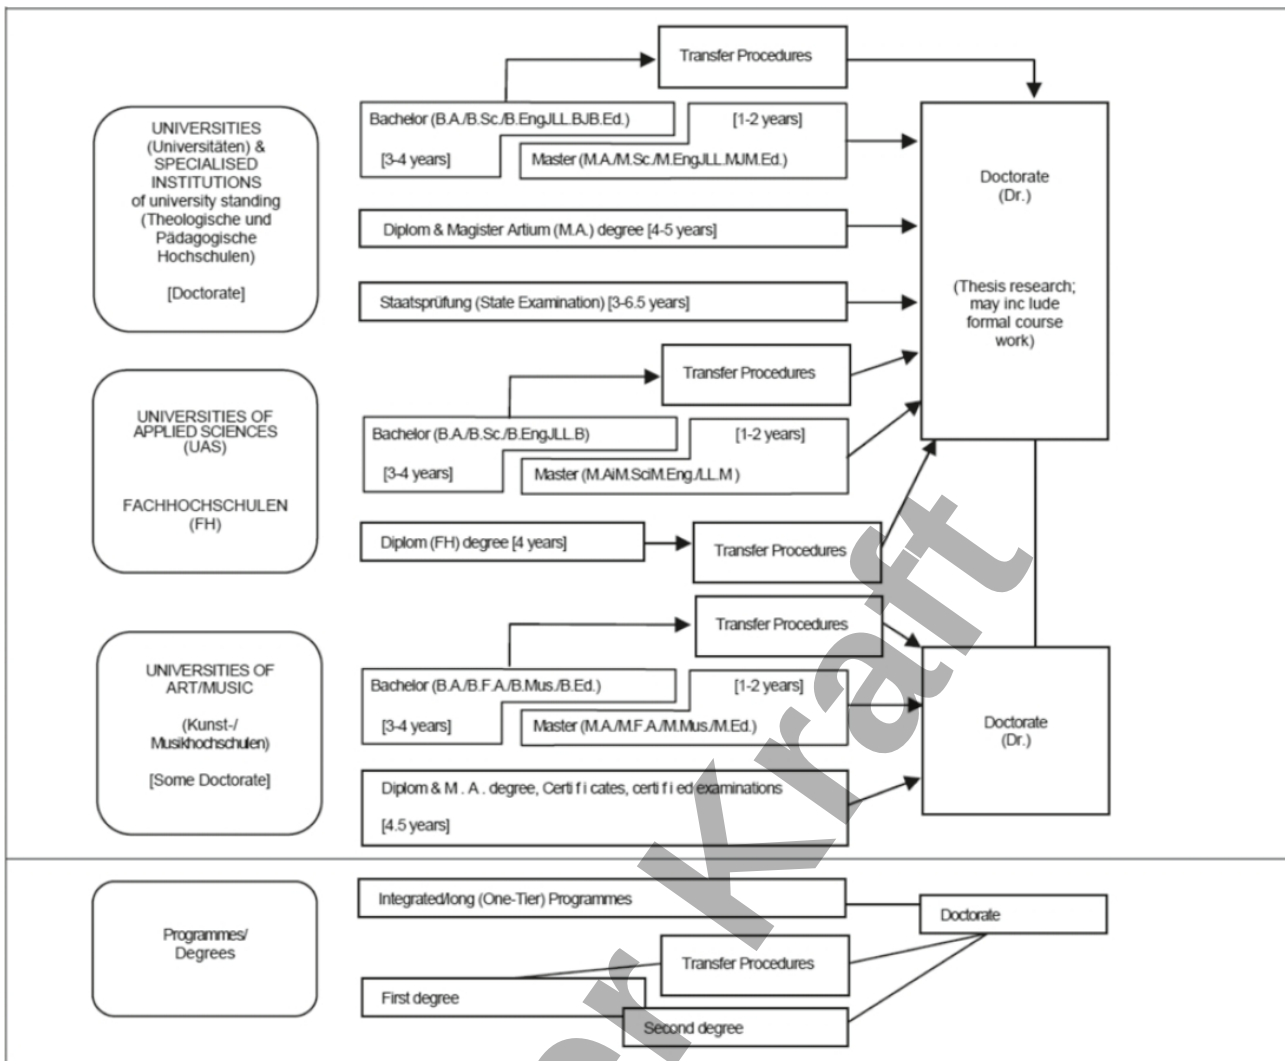 Transfer Procedures
UNIVERSITIES
(Universitäten) &
SPECIALISED
INSTITUTIONS
of university standing
(Theologische und
Pädagogische
Hochschulen)
[Doctorate]
Bachelor (B.A./B.Sc./B.EngJLL.BJB.Ed.)
[1-2 years]
[3-4 years]
Master (M.A./M.Sc./M.EngJLL.MJM.Ed.)
Diplom & Magister Artium (M.A.) degree [4-5 years]
Staatsprüfung (State Examination) [3-6.5 years]
Doctorate
(Dr.)
(Thesis research;
may inc lude
formal course
work)
UNIVERSITIES OF
APPLIED SCIENCES
(UAS)
FACHHOCHSCHULEN
(FH)
Transfer Procedures
Bachelor (B.A./B.Sc./B.EngJLL.B)
[1-2 years]
[3-4 years]
Master (M.AiM.SciM.Eng./LL.M )
Diplom (FH) degree [4 years]
Transfer Procedures
UNIVERSITIES OF
ART/MUSIC
(Kunst-/
Musikhochschulen)
[Some Doctorate]
Transfer Procedures
Bachelor (B.A./B.F.A./B.Mus./B.Ed.)
[1-2 years]
[3-4 years]
Master (M.A./M.F.A./M.Mus./M.Ed.)
Diplom & M . A . degree, Certi f i cates, certi f i ed examinations
[4.5 years]
Doctorate
(Dr.)
Programmes/
Degrees
Integrated/long (One-Tier) Programmes
Doctorate
Transfer Procedures
First degree
Second degree
er Kraft